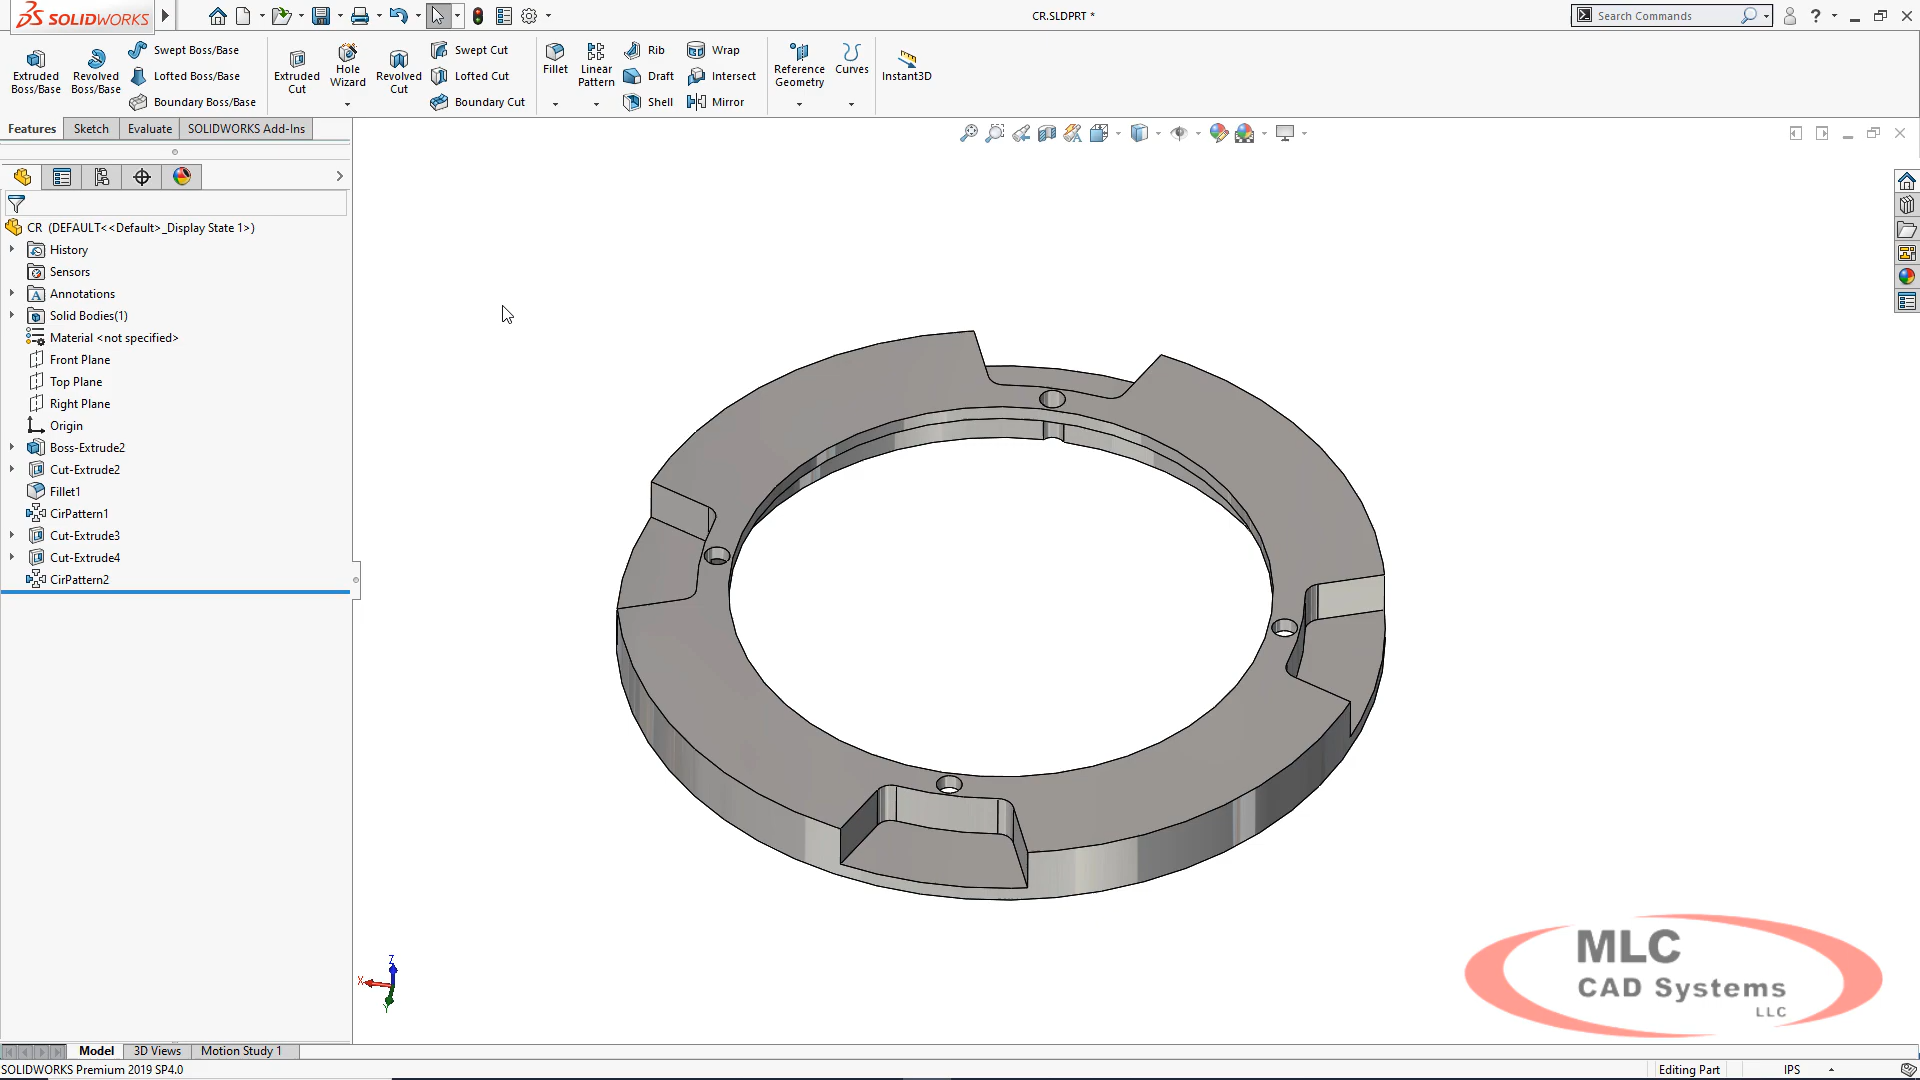 SOLIDWORKS
CR.SLDPRT *
Search Commands
?
Extruded Boss/Base
Revolved Boss/Base
Swept Boss/Base
Lofted Boss/Base
Boundary Boss/Base
Extruded Cut
Hole Wizard
Revolved Cut
Swept Cut
Lofted Cut
Boundary Cut
Fillet
Linear Pattern
Rib
Draft
Shell
Wrap
Intersect
Mirror
Reference Geometry
Curves
Instant3D
Features
Sketch
Evaluate
SOLIDWORKS Add-Ins
CR (DEFAULT<<Default>_Display State 1>)
History
Sensors
Annotations
Solid Bodies(1)
Material <not specified>
Front Plane
Top Plane
Right Plane
Origin
Boss-Extrude2
Cut-Extrude2
Fillet1
CirPattern1
Cut-Extrude3
Cut-Extrude4
CirPattern2
Z
X
Y
MLC
CAD Systems
LLC
Model
3D Views
Motion Study 1
SOLIDWORKS Premium 2019 SP4.0
Editing Part
IPS